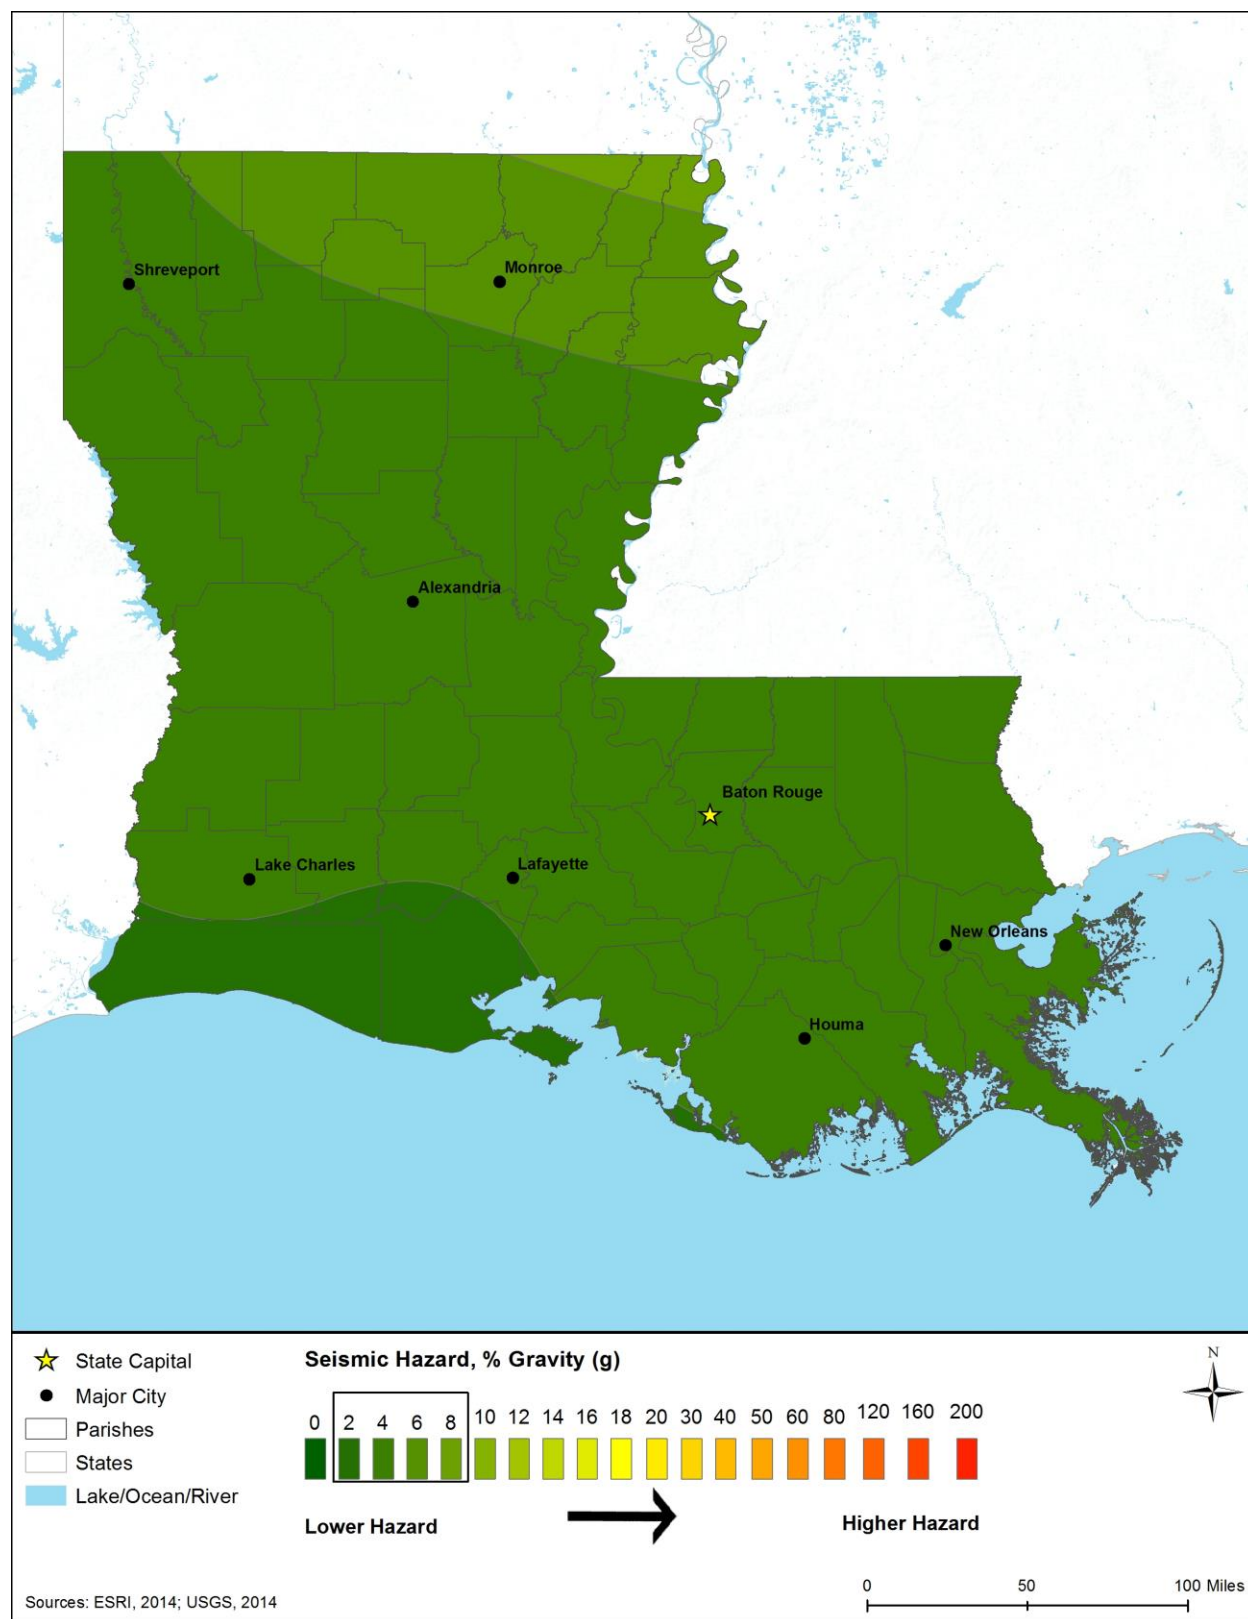 Shreveport
Monroe
Alexandria
Baton Rouge
Lake Charles
Lafayette
New Orleans
Houma
State Capital
Major City
Parishes
States
Lake/Ocean/River
Seismic Hazard, % Gravity (g)
0 2 4 6 8 10 12 14 16 18 20 30 40 50 60 80 120 160 200
Lower Hazard
Higher Hazard
N
Sources: ESRI, 2014; USGS, 2014
0 50 100 Miles